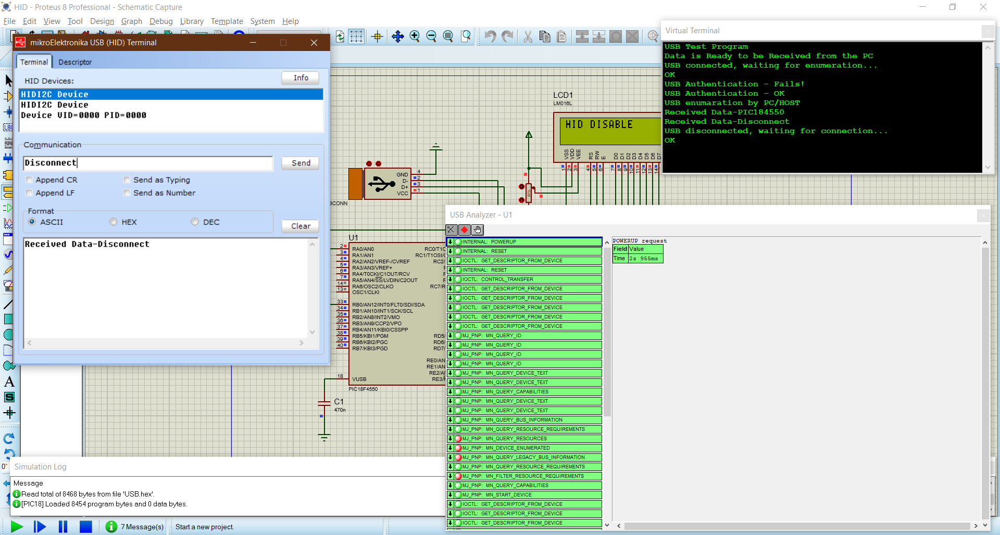 HID - Proteus 8 Professional - Schematic Capture
File Edit View Tool Design Graph Debug Library Template System Help
mikroElektronika USB (HID) Terminal
Terminal Descriptor
HID Devices:
Info
HIDI2C Device
HIDI2C Device
Device VID=0000 PID=0000
Communication
Disconnect
Send
Append CR
Send as Typing
Append LF
Send as Number
Format
ASCII
HEX
DEC
Clear
Received Data-Disconnect
Virtual Terminal
USB Test Program
Data is Ready to be Received from the PC
USB connected, waiting for enumeration...
OK
USB Authentication - Fails!
USB Authentication - OK
USB enumaration by PC/HOST
Received Data-PIC184550
Received Data-Disconnect
USB disconnected, waiting for connection...
OK
LCD1
LM016L
HID DISABLE
VSS
VDD
VEE
RS
RW
E
D0
D1
D2
D3
D4
D5
D6
D7
1
2
3
4
5
6
7
8
9
10
11
12
13
14
GND 4
D- 2
D+ 3
VCC 1
BCONN
80%
LBL
U1
2 RA0/AN0
3 RA1/AN1
4 RA2/AN2/VREF-/CVREF
5 RA3/AN3/VREF+
6 RA4/T0CKI/C1OUT/RCV
7 RA5/AN4/SS/LVDIN/C2OUT
14 RA6/OSC2/CLKO
13 OSC1/CLKI
33 RB0/AN12/INT0/FLT0/SDI/SDA
34 RB1/AN10/INT1/SCK/SCL
35 RB2/AN8/INT2/VMO
36 RB3/AN9/CCP2/VPO
37 RB4/AN11/KBI0/CSSPP
38 RB5/KBI1/PGM
39 RB6/KBI2/PGC
40 RB7/KBI3/PGD
18 VUSB
RC0/T1O
RC1/T1OSI/C
RC2/
RC7/R
RD5/
RD6/
RD7/
RE0/AN
RE1/AN
RE2/AN
RE3/
PIC18F4550
C1
470n
A
S
0°
USB Analyzer - U1
INTERNAL: POWERUP
INTERNAL: RESET
IOCTL: GET_DESCRIPTOR_FROM_DEVICE
INTERNAL: RESET
IOCTL: CONTROL_TRANSFER
IOCTL: GET_DESCRIPTOR_FROM_DEVICE
IOCTL: GET_DESCRIPTOR_FROM_DEVICE
IOCTL: GET_DESCRIPTOR_FROM_DEVICE
IOCTL: GET_DESCRIPTOR_FROM_DEVICE
IOCTL: GET_DESCRIPTOR_FROM_DEVICE
MJ_PNP: MN_QUERY_ID
MJ_PNP: MN_QUERY_ID
MJ_PNP: MN_QUERY_ID
MJ_PNP: MN_QUERY_ID
MJ_PNP: MN_QUERY_DEVICE_TEXT
MJ_PNP: MN_QUERY_DEVICE_TEXT
MJ_PNP: MN_QUERY_CAPABILITIES
MJ_PNP: MN_QUERY_DEVICE_TEXT
MJ_PNP: MN_QUERY_DEVICE_TEXT
MJ_PNP: MN_QUERY_BUS_INFORMATION
MJ_PNP: MN_QUERY_RESOURCE_REQUIREMENTS
MJ_PNP: MN_QUERY_RESOURCES
MJ_PNP: MN_DEVICE_ENUMERATED
MJ_PNP: MN_QUERY_LEGACY_BUS_INFORMATION
MJ_PNP: MN_QUERY_RESOURCE_REQUIREMENTS
MJ_PNP: MN_FILTER_RESOURCE_REQUIREMENTS
MJ_PNP: MN_QUERY_CAPABILITIES
MJ_PNP: MN_START_DEVICE
IOCTL: GET_DESCRIPTOR_FROM_DEVICE
IOCTL: GET_DESCRIPTOR_FROM_DEVICE
IOCTL: GET_DESCRIPTOR_FROM_DEVICE
POWERUP request
Field Value
Time 2s 955ms
Simulation Log
Message
Read total of 8468 bytes from file 'USB.hex'.
[PIC18] Loaded 8454 program bytes and 0 data bytes.
7 Message(s)
Start a new project.